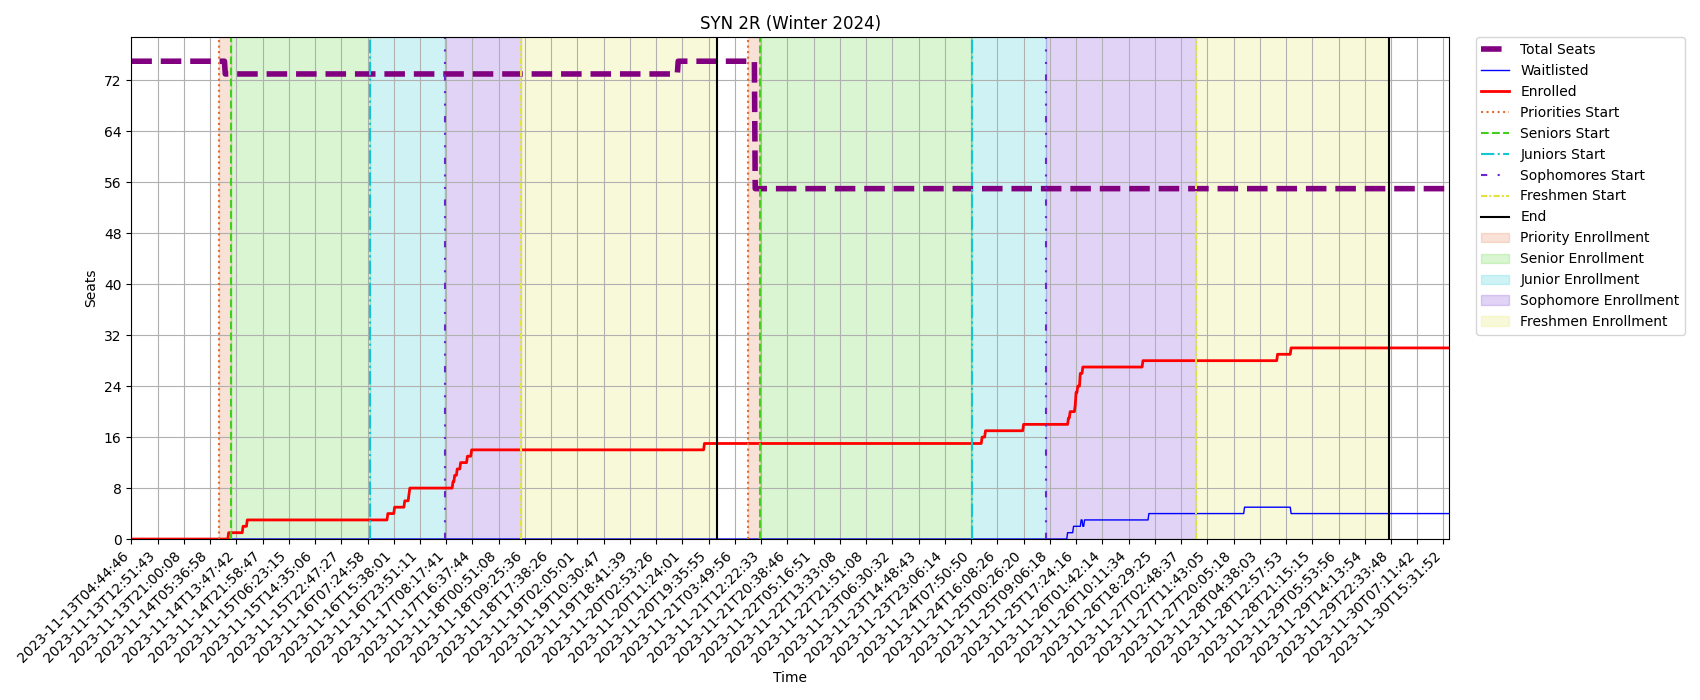 SYN 2R (Winter 2024)
Seats
72
64
56
48
40
32
24
16
8
0
2023-11-13T04:44:46
2023-11-13T12:51:43
2023-11-13T21:00:08
2023-11-14T05:36:58
2023-11-14T13:47:42
2023-11-14T21:58:47
2023-11-15T06:23:15
2023-11-15T14:35:06
2023-11-15T22:47:27
2023-11-16T07:24:58
2023-11-16T15:38:01
2023-11-16T23:51:11
2023-11-17T08:17:41
2023-11-17T16:37:44
2023-11-18T00:51:08
2023-11-18T09:25:36
2023-11-18T17:38:26
2023-11-19T02:05:01
2023-11-19T10:30:47
2023-11-19T18:41:39
2023-11-20T02:53:26
2023-11-20T11:24:01
2023-11-20T19:35:55
2023-11-21T03:49:56
2023-11-21T12:22:33
2023-11-21T20:38:46
2023-11-22T05:16:51
2023-11-22T13:33:08
2023-11-22T21:51:08
2023-11-23T06:30:32
2023-11-23T14:48:43
2023-11-23T23:06:14
2023-11-24T07:50:50
2023-11-24T16:08:26
2023-11-25T00:26:20
2023-11-25T09:06:18
2023-11-25T17:24:16
2023-11-26T01:42:14
2023-11-26T10:11:34
2023-11-26T18:29:25
2023-11-27T02:48:37
2023-11-27T11:43:05
2023-11-27T20:05:18
2023-11-28T04:38:03
2023-11-28T12:57:53
2023-11-28T21:15:15
2023-11-29T05:53:56
2023-11-29T14:13:54
2023-11-29T22:33:48
2023-11-30T07:11:42
2023-11-30T15:31:52
Time
Total Seats
Waitlisted
Enrolled
Priorities Start
Seniors Start
Juniors Start
Sophomores Start
Freshmen Start
End
Priority Enrollment
Senior Enrollment
Junior Enrollment
Sophomore Enrollment
Freshmen Enrollment